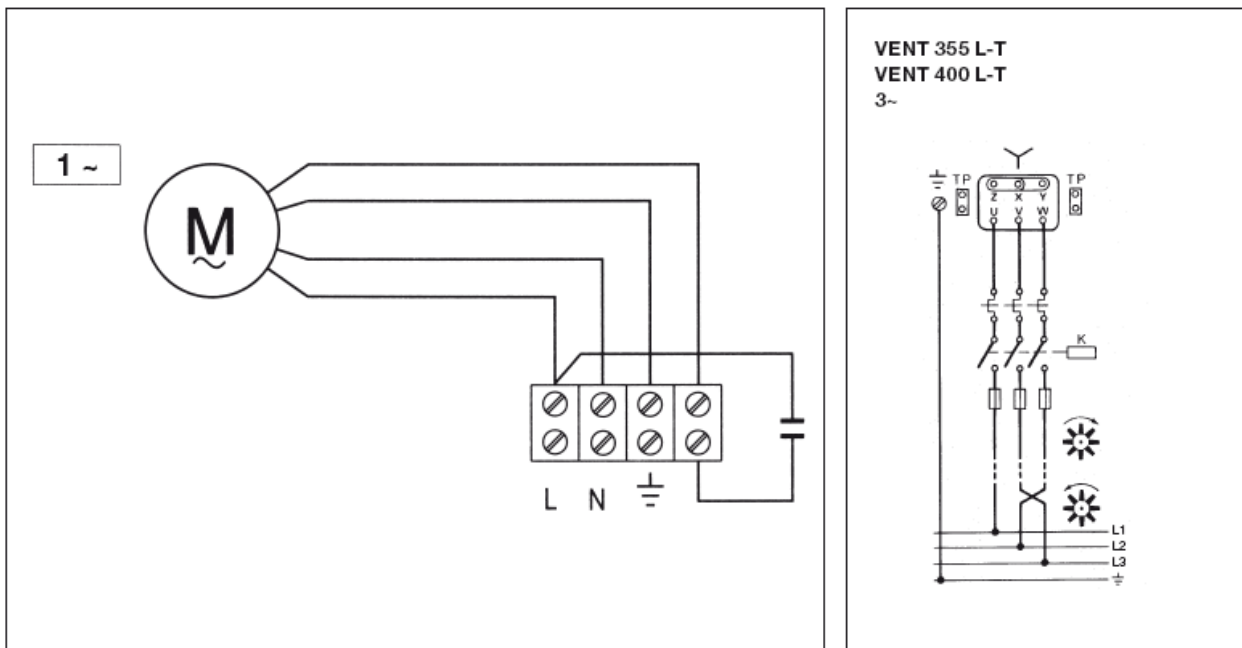 1 ~
M
L N
VENT 355 L-T
VENT 400 L-T
3~
TP TP
Z X Y
U V W
K
L1
L2
L3